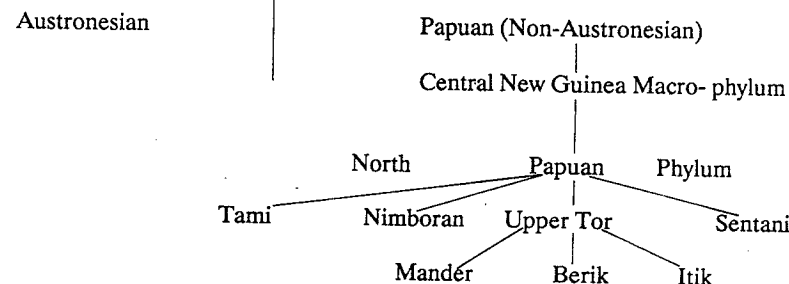 Austronesian Papuan (Non-Austronesian)
Central New Guinea Macro- phylum
North Papuan Phylum
Tami Nimboran Upper Tor Sentani
Mander Berik Itik